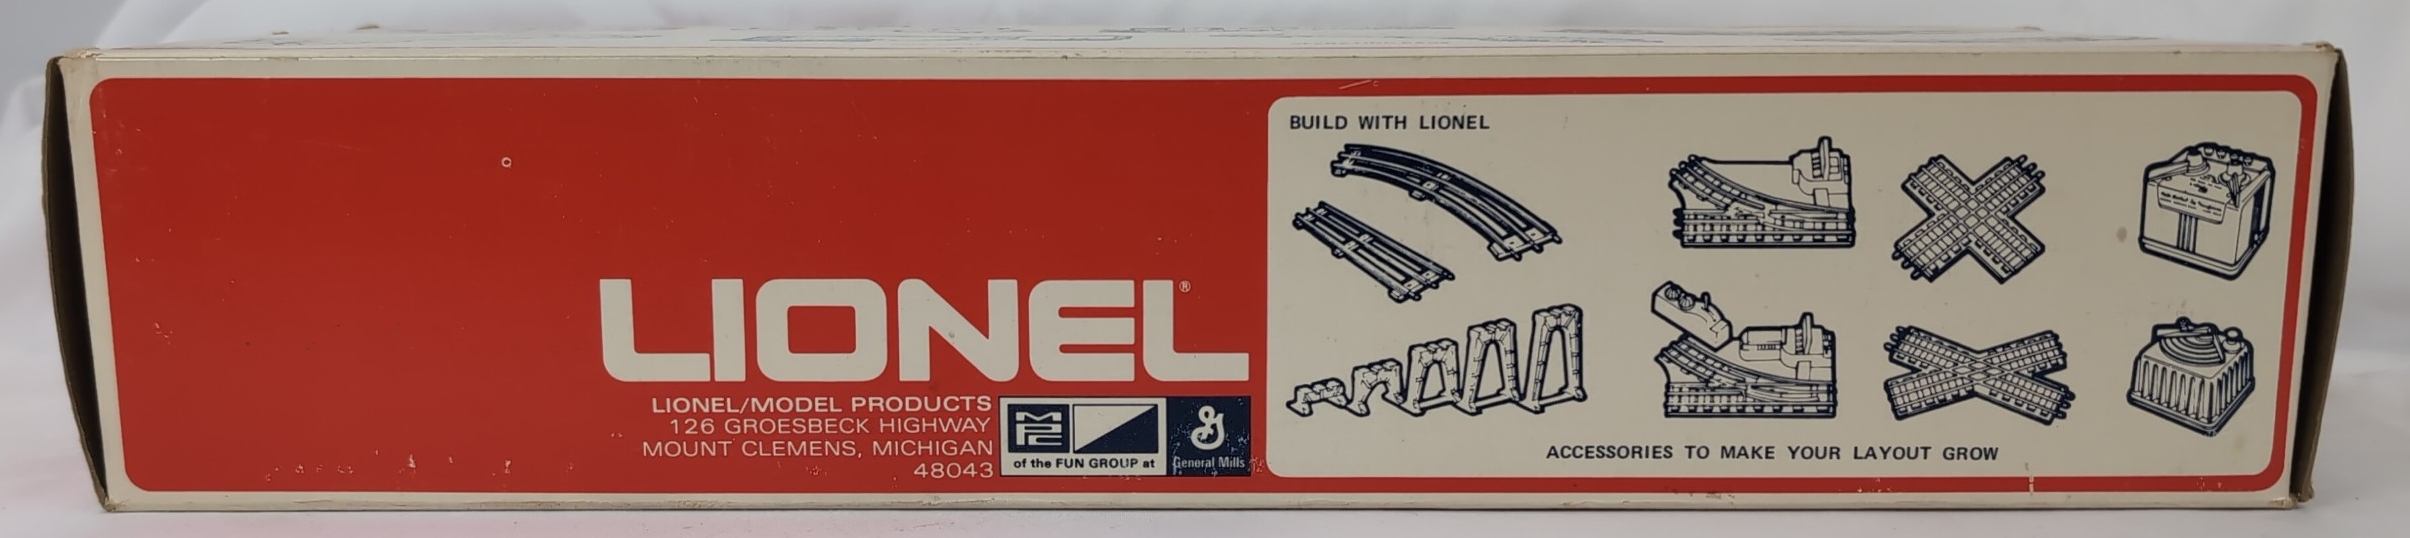 LIONEL®
LIONEL/MODEL PRODUCTS
126 GROESBECK HIGHWAY
MOUNT CLEMENS, MICHIGAN
48043
MPC
of the FUN GROUP at
G
General Mills
BUILD WITH LIONEL
ACCESSORIES TO MAKE YOUR LAYOUT GROW